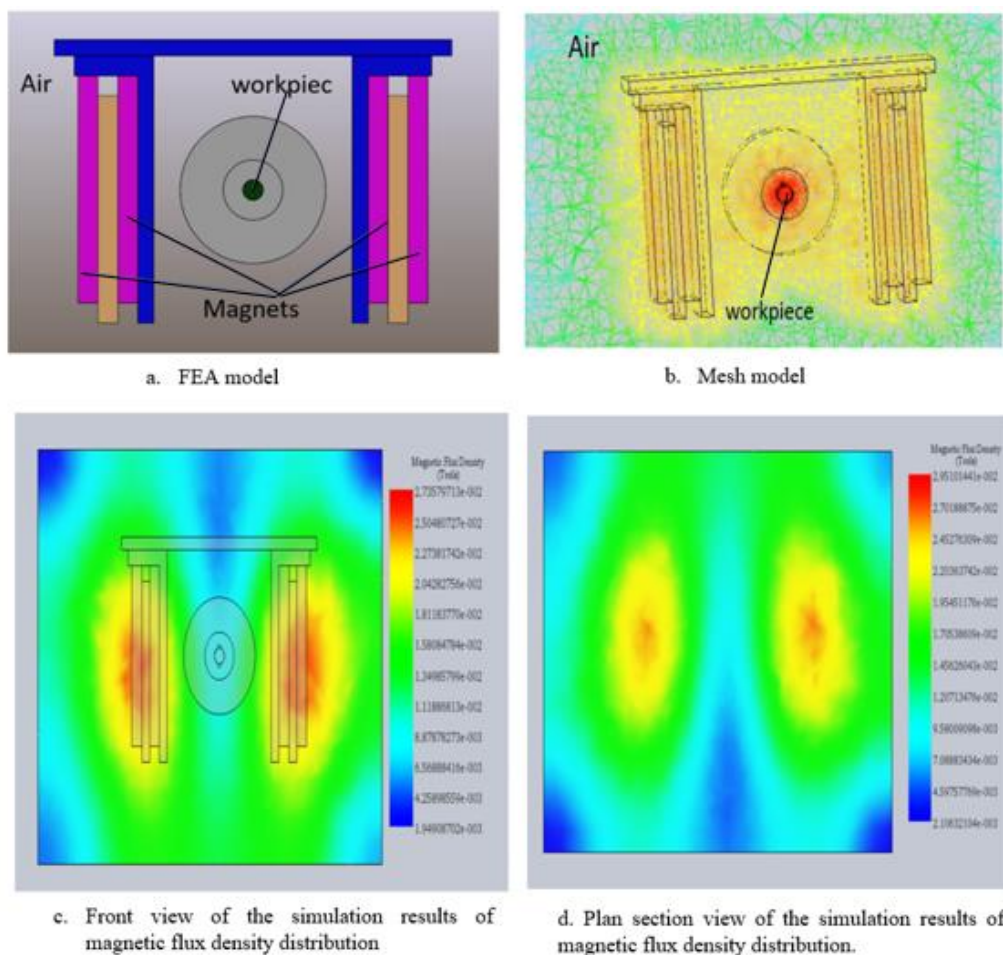 Air
workpiec
Magnets
a. FEA model
Air
workpiece
b. Mesh model
Magnetic Flux Density
(Tesla)
2.73579713e-002
2.50480727e-002
2.27381742e-002
2.04282756e-002
1.81183770e-002
1.58084784e-002
1.34985799e-002
1.11886813e-002
8.87878273e-003
6.56888416e-003
4.25898559e-003
1.94908702e-003
c. Front view of the simulation results of
magnetic flux density distribution
Magnetic Flux Density
(Tesla)
2.95101441e-002
2.70188875e-002
2.45276309e-002
2.20363742e-002
1.95451176e-002
1.70538609e-002
1.45626043e-002
1.20713476e-002
9.58009098e-003
7.08883434e-003
4.59757769e-003
2.10632104e-003
d. Plan section view of the simulation results of
magnetic flux density distribution.